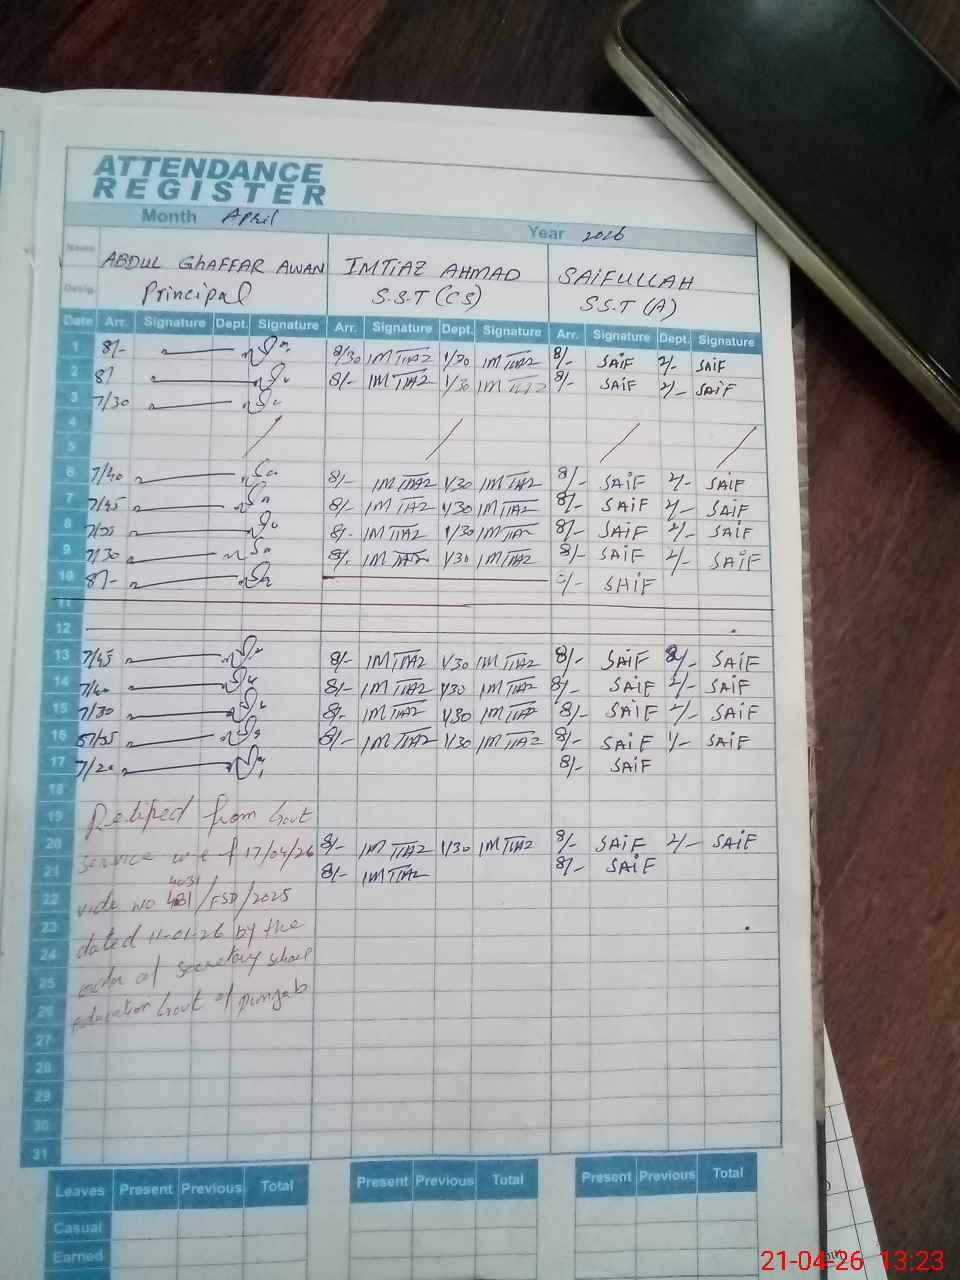 ATTENDANCE
REGISTER
Month April
Year 2026
Name ABDUL GHAFFAR AWAN IMTIAZ AHMAD SAIFULLAH
Desig. Principal S.S.T (CS) S.S.T (A)
Date Arr. Signature Dept. Signature Arr. Signature Dept. Signature Arr. Signature Dept. Signature
1 8/- 8/30 IMTIAZ 1/30 IMTIAZ 8/- SAIF 2/- SAIF
2 8/ 8/- IMTIAZ 1/30 IMTIAZ 8/- SAIF 2/- SAIF
3 7/30
4
5
6 7/40 8/- IMTIAZ 1/30 IMTIAZ 8/- SAIF 2/- SAIF
7 7/45 8/- IMTIAZ 1/30 IMTIAZ 8/- SAIF 2/- SAIF
8 8/- IMTIAZ 1/30 IMTIAZ 8/- SAIF 2/- SAIF
9 7/30 8/- IMTIAZ 1/30 IMTIAZ 8/- SAIF 2/- SAIF
10 8/- SAIF
11
12
13 7/45 8/- IMTIAZ 1/30 IMTIAZ 8/- SAIF 2/- SAIF
14 7/40 8/- IMTIAZ 1/30 IMTIAZ 8/- SAIF 2/- SAIF
15 7/30 8/- IMTIAZ 1/30 IMTIAZ 8/- SAIF 2/- SAIF
16 8/- IMTIAZ 1/30 IMTIAZ 8/- SAIF 1/- SAIF
17 7/20 8/- SAIF
18
19 Retired from Govt
20 8/- IMTIAZ 1/30 IMTIAZ 8/- SAIF 2/- SAIF
service w e f 17/04/26
21 8/- IMTIAZ 8/- SAIF
4031
22 vide no /FSD/2025
23 dated 11-01-26 by the
24 order of secretary school
25
26 education Govt of punjab
27
28
29
30
31
Leaves Present Previous Total Present Previous Total Present Previous Total
Casual
Earned
21-04-26 13:23